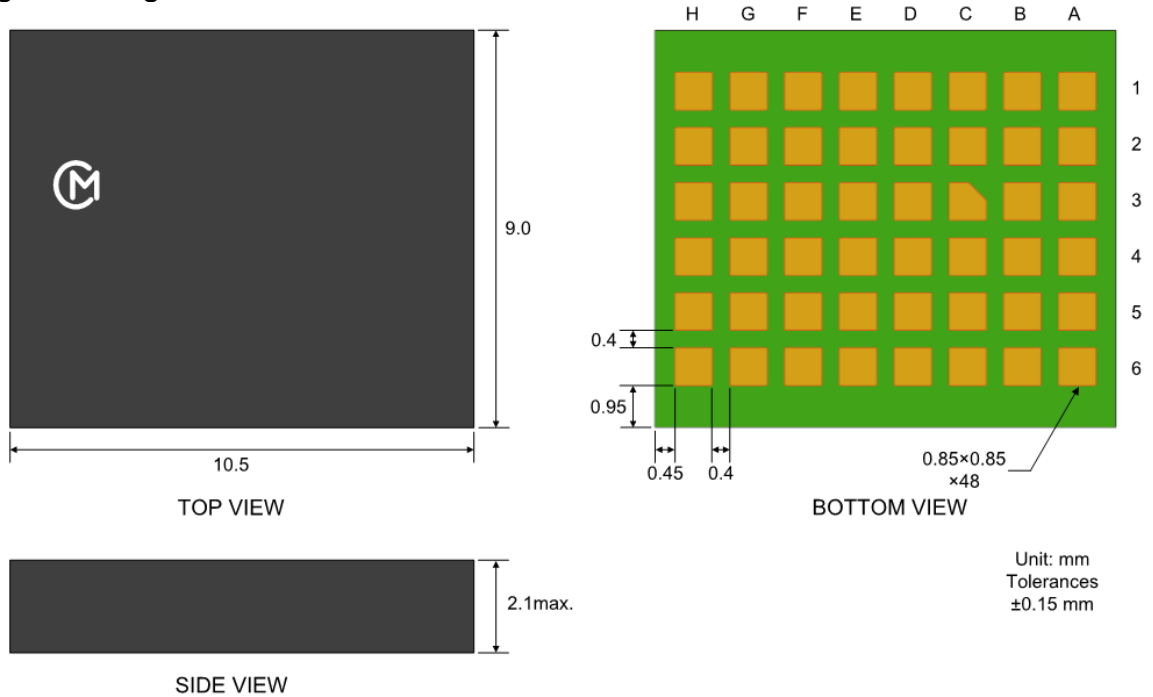 H G F E D C B A
1
2
3
4
5
6
9.0
10.5
TOP VIEW
0.4
0.95
0.45 0.4
0.85×0.85
×48
BOTTOM VIEW
2.1max.
SIDE VIEW
Unit: mm
Tolerances
±0.15 mm